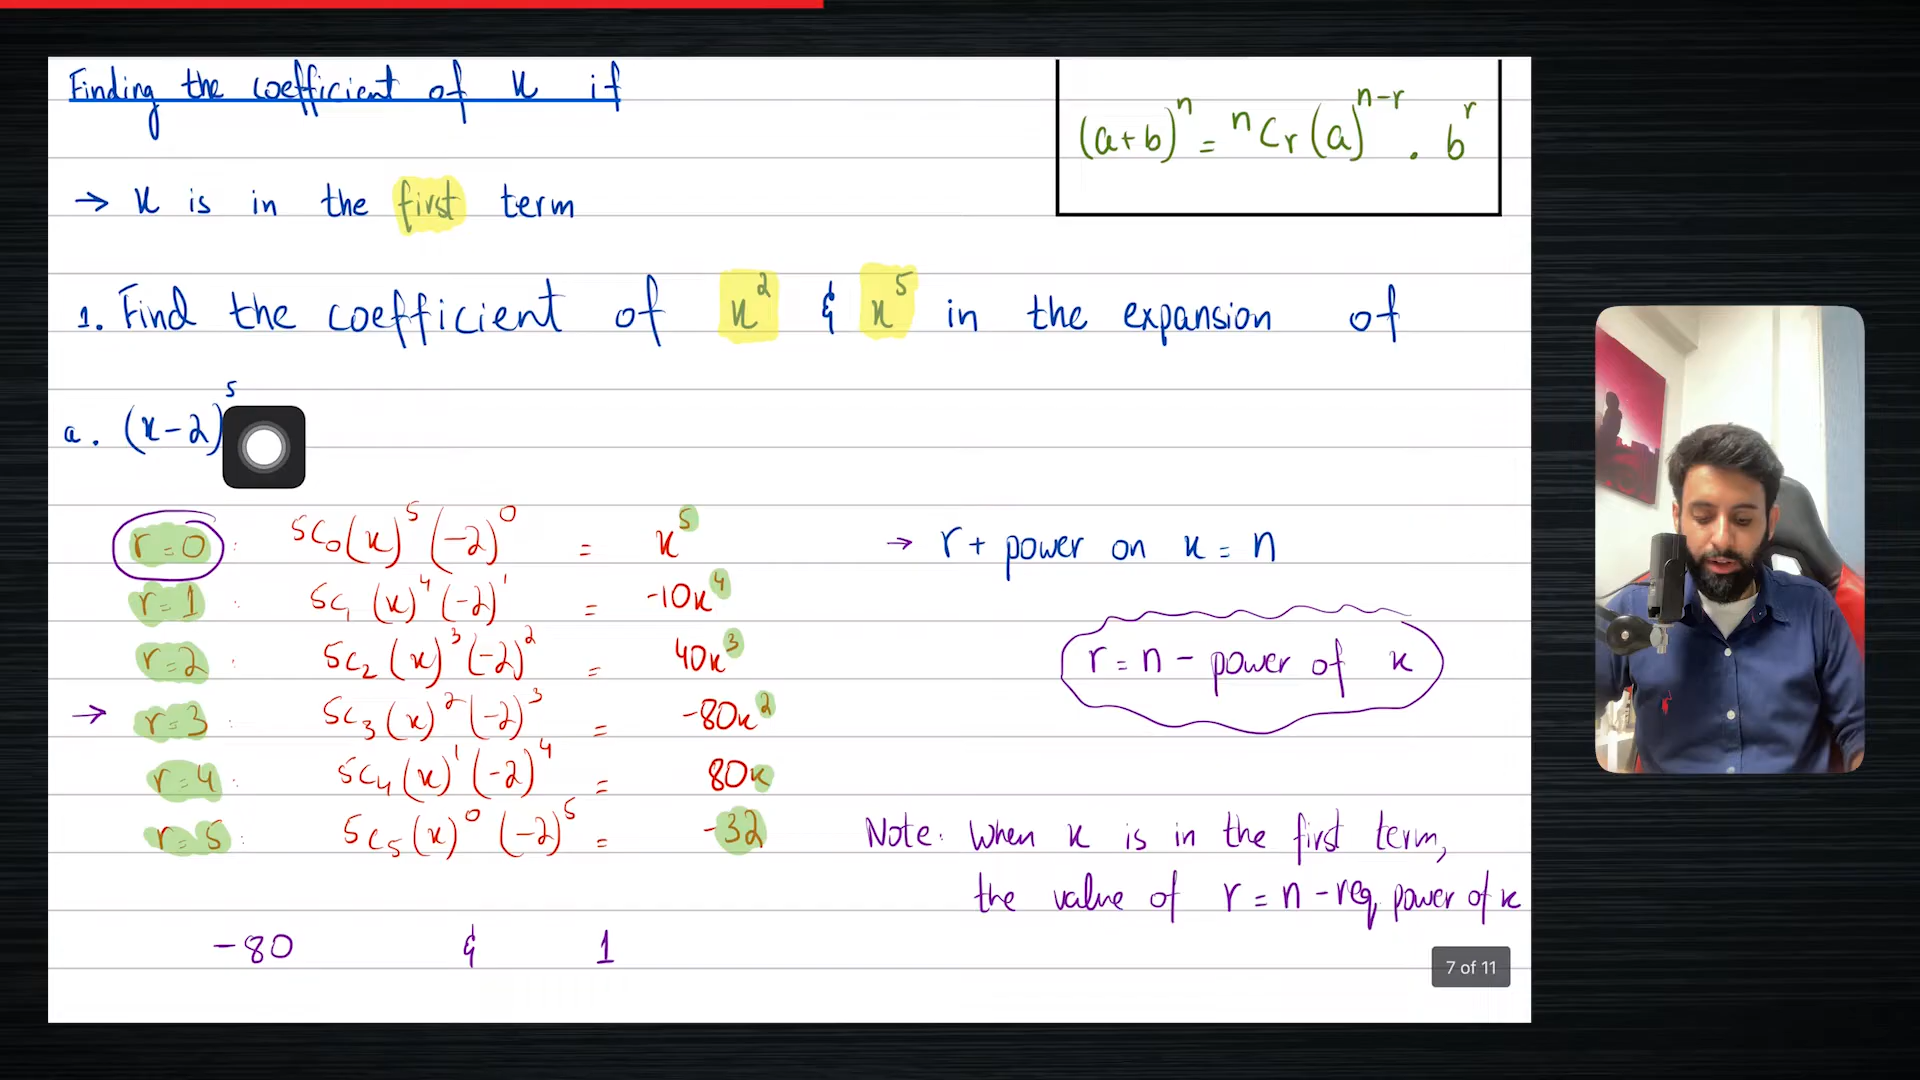 Finding the coefficient of x if
(a+b)^n = nCr (a)^n-r . b^r
→ x is in the first term
1. Find the coefficient of x^2 & x^5 in the expansion of
a. (x-2)^5
r=0 : 5C0 (x)^5 (-2)^0 = x^5
→ r + power on x = n
r=1 : 5C1 (x)^4 (-2)^1 = -10x^4
r=2 : 5C2 (x)^3 (-2)^2 = 40x^3
r = n - power of x
→ r=3 : 5C3 (x)^2 (-2)^3 = -80x^2
r=4 : 5C4 (x)^1 (-2)^4 = 80x
r=5 : 5C5 (x)^0 (-2)^5 = -32
Note: When x is in the first term,
the value of r = n - req. power of x
-80 & 1
7 of 11